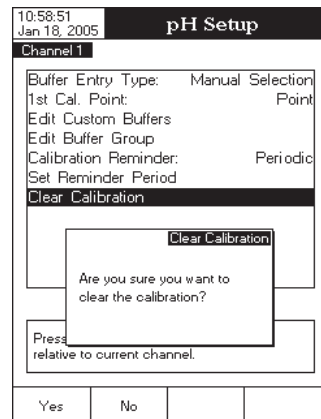 10:58:51
Jan 18, 2005
pH Setup
Channel 1
Buffer Entry Type: Manual Selection
1st Cal. Point: Point
Edit Custom Buffers
Edit Buffer Group
Calibration Reminder: Periodic
Set Reminder Period
Clear Calibration
Clear Calibration
Are you sure you want to
clear the calibration?
Press
relative to current channel.
Yes No